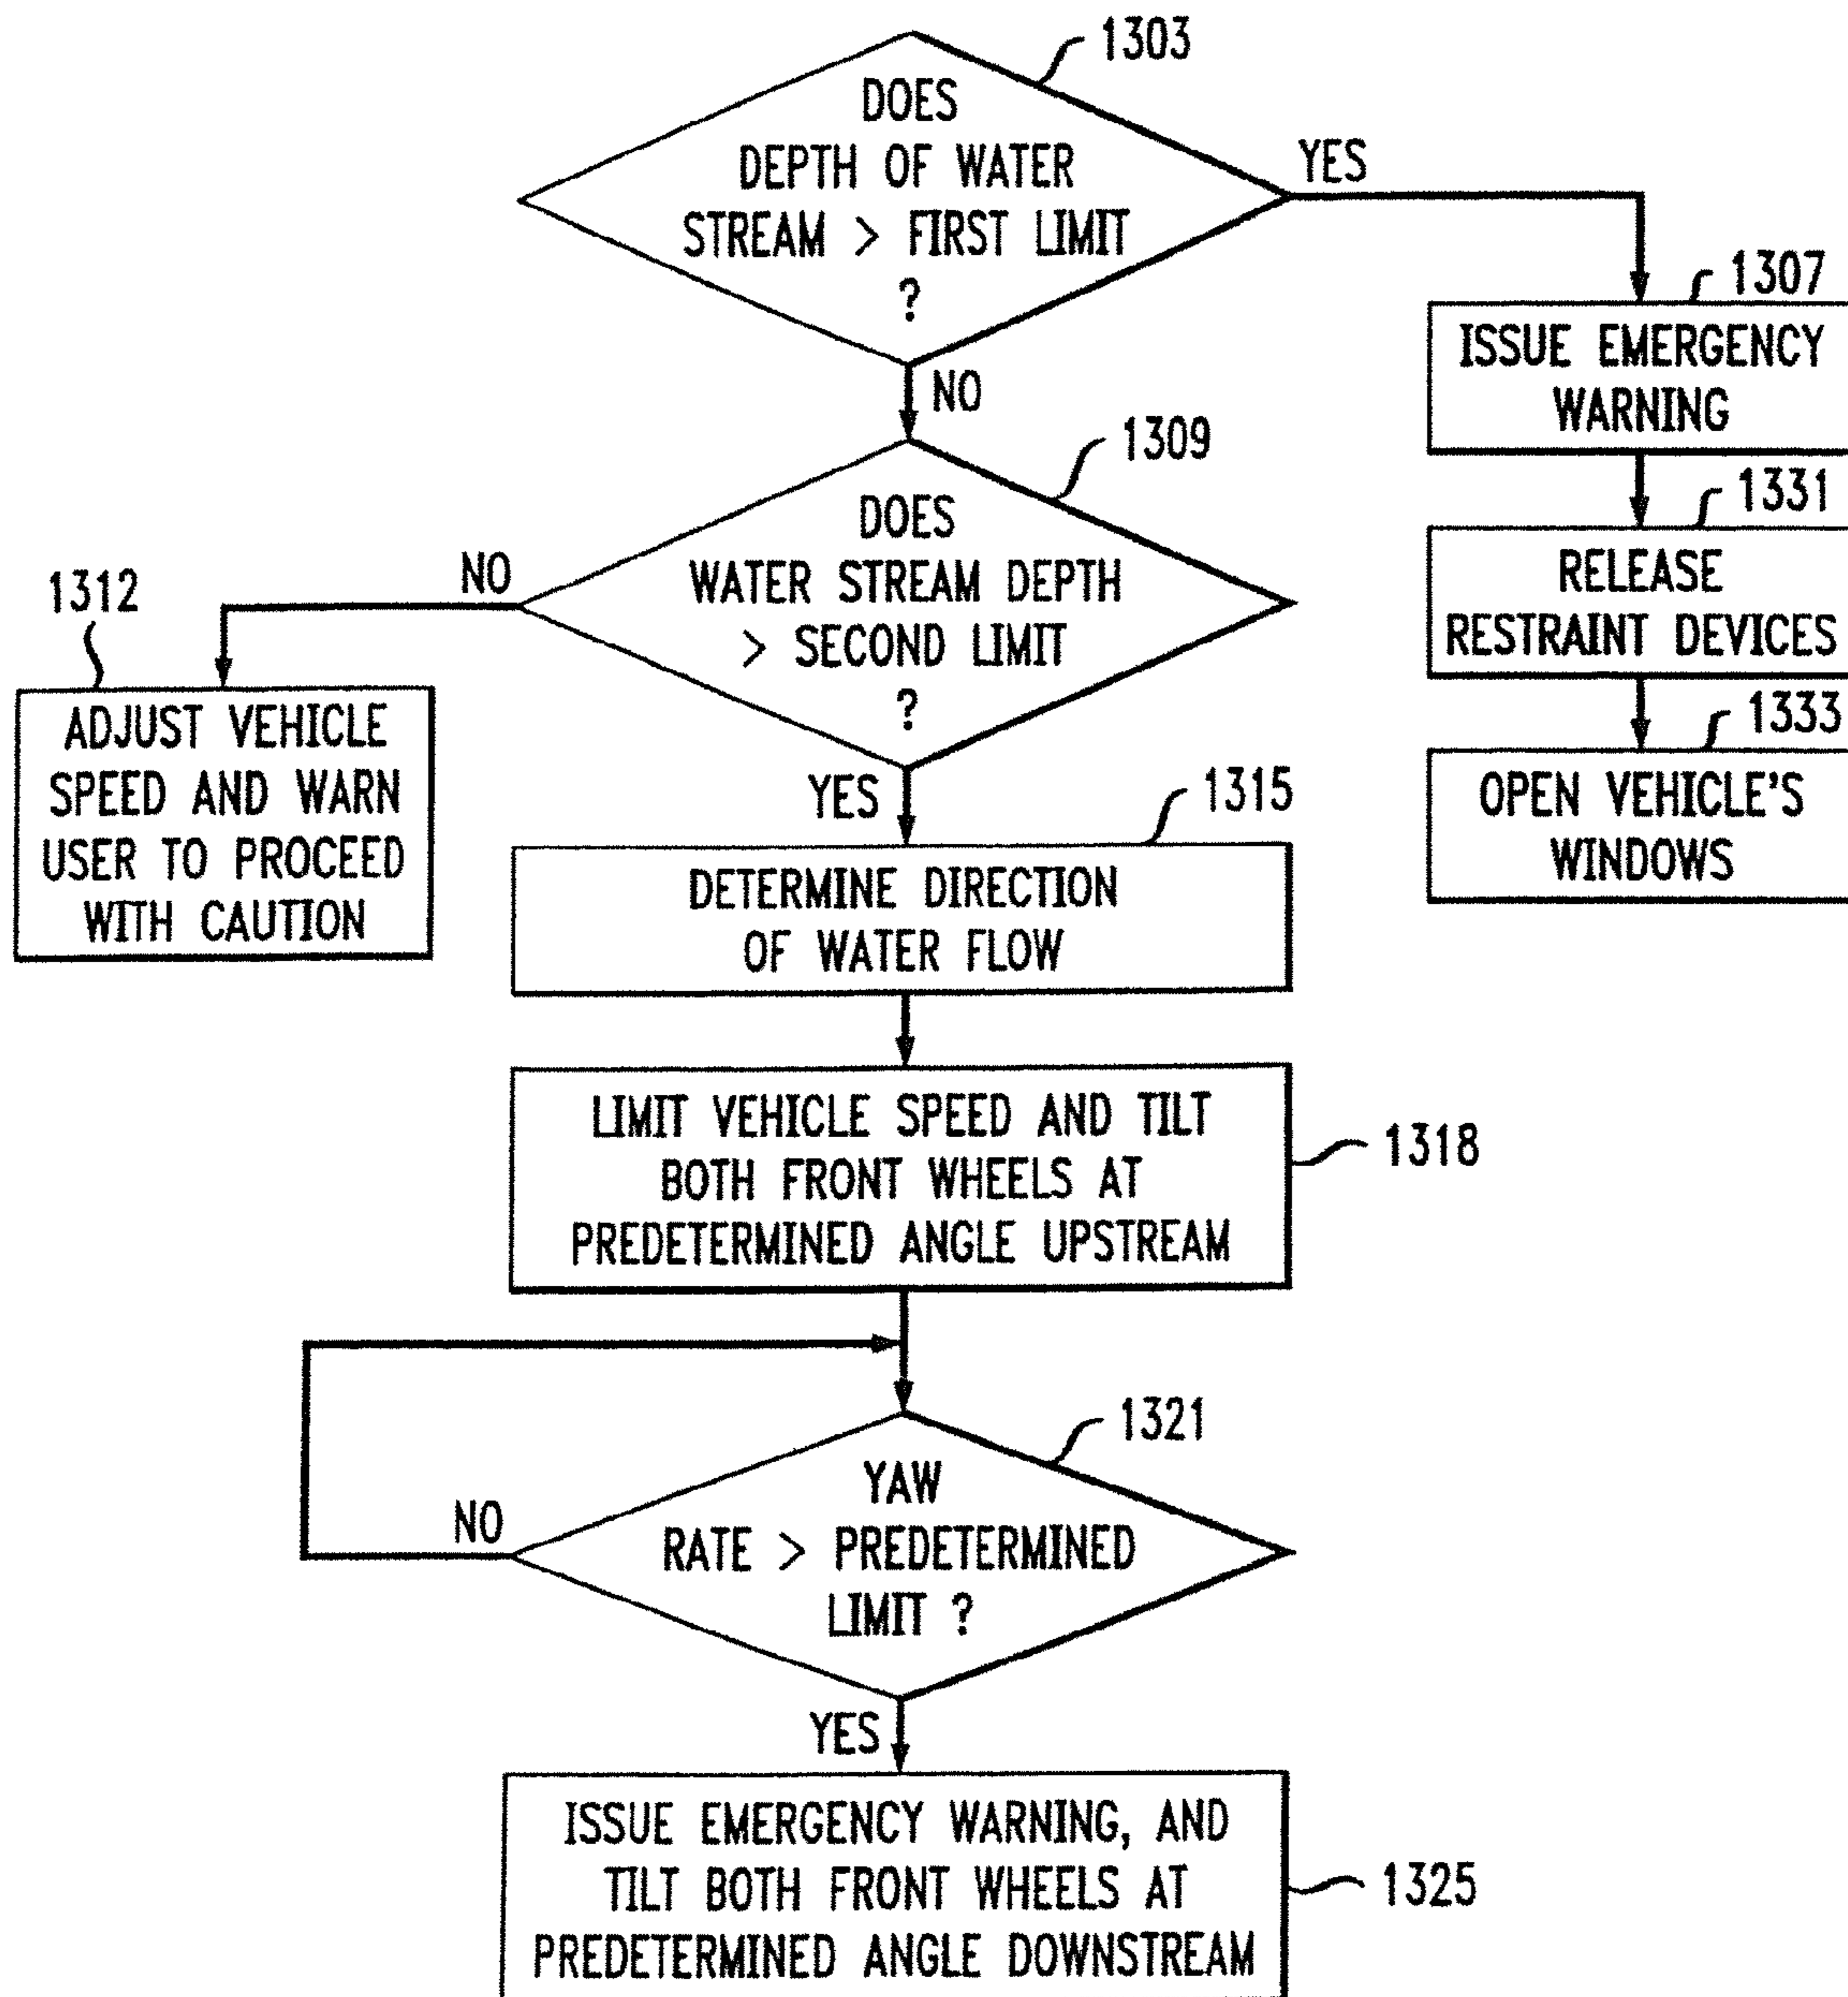 1303
DOES
DEPTH OF WATER
STREAM > FIRST LIMIT
?
YES
NO
1307
ISSUE EMERGENCY
WARNING
1331
RELEASE
RESTRAINT DEVICES
1333
OPEN VEHICLE'S
WINDOWS
1309
DOES
WATER STREAM DEPTH
> SECOND LIMIT
?
NO
YES
1312
ADJUST VEHICLE
SPEED AND WARN
USER TO PROCEED
WITH CAUTION
1315
DETERMINE DIRECTION
OF WATER FLOW
LIMIT VEHICLE SPEED AND TILT
BOTH FRONT WHEELS AT
PREDETERMINED ANGLE UPSTREAM
1318
1321
YAW
RATE > PREDETERMINED
LIMIT ?
NO
YES
ISSUE EMERGENCY WARNING, AND
TILT BOTH FRONT WHEELS AT
PREDETERMINED ANGLE DOWNSTREAM
1325